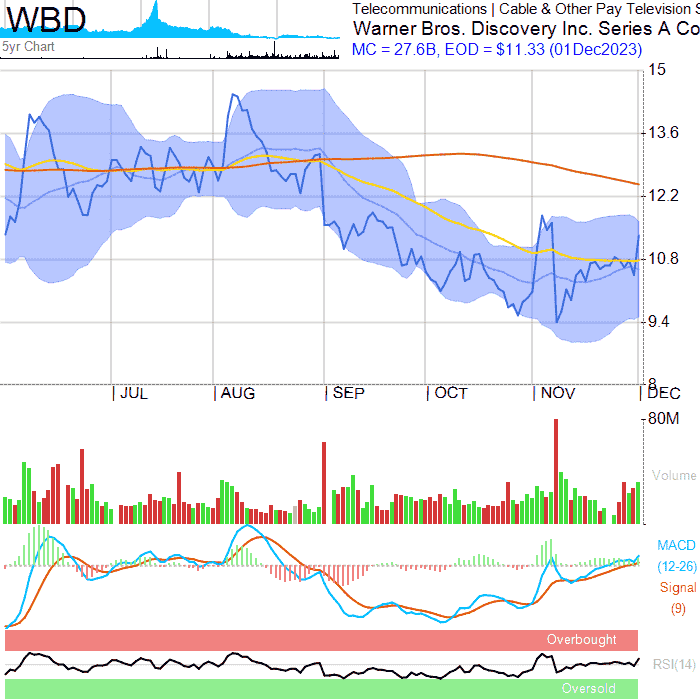 WBD
5yr Chart
Telecommunications | Cable & Other Pay Television S
Warner Bros. Discovery Inc. Series A Co
MC = 27.6B, EOD = $11.33 (01Dec2023)
15
13.6
12.2
10.8
9.4
8
JUL AUG SEP OCT NOV DEC
80M
Volume
MACD
(12-26)
Signal
(9)
Overbought
RSI(14)
Oversold